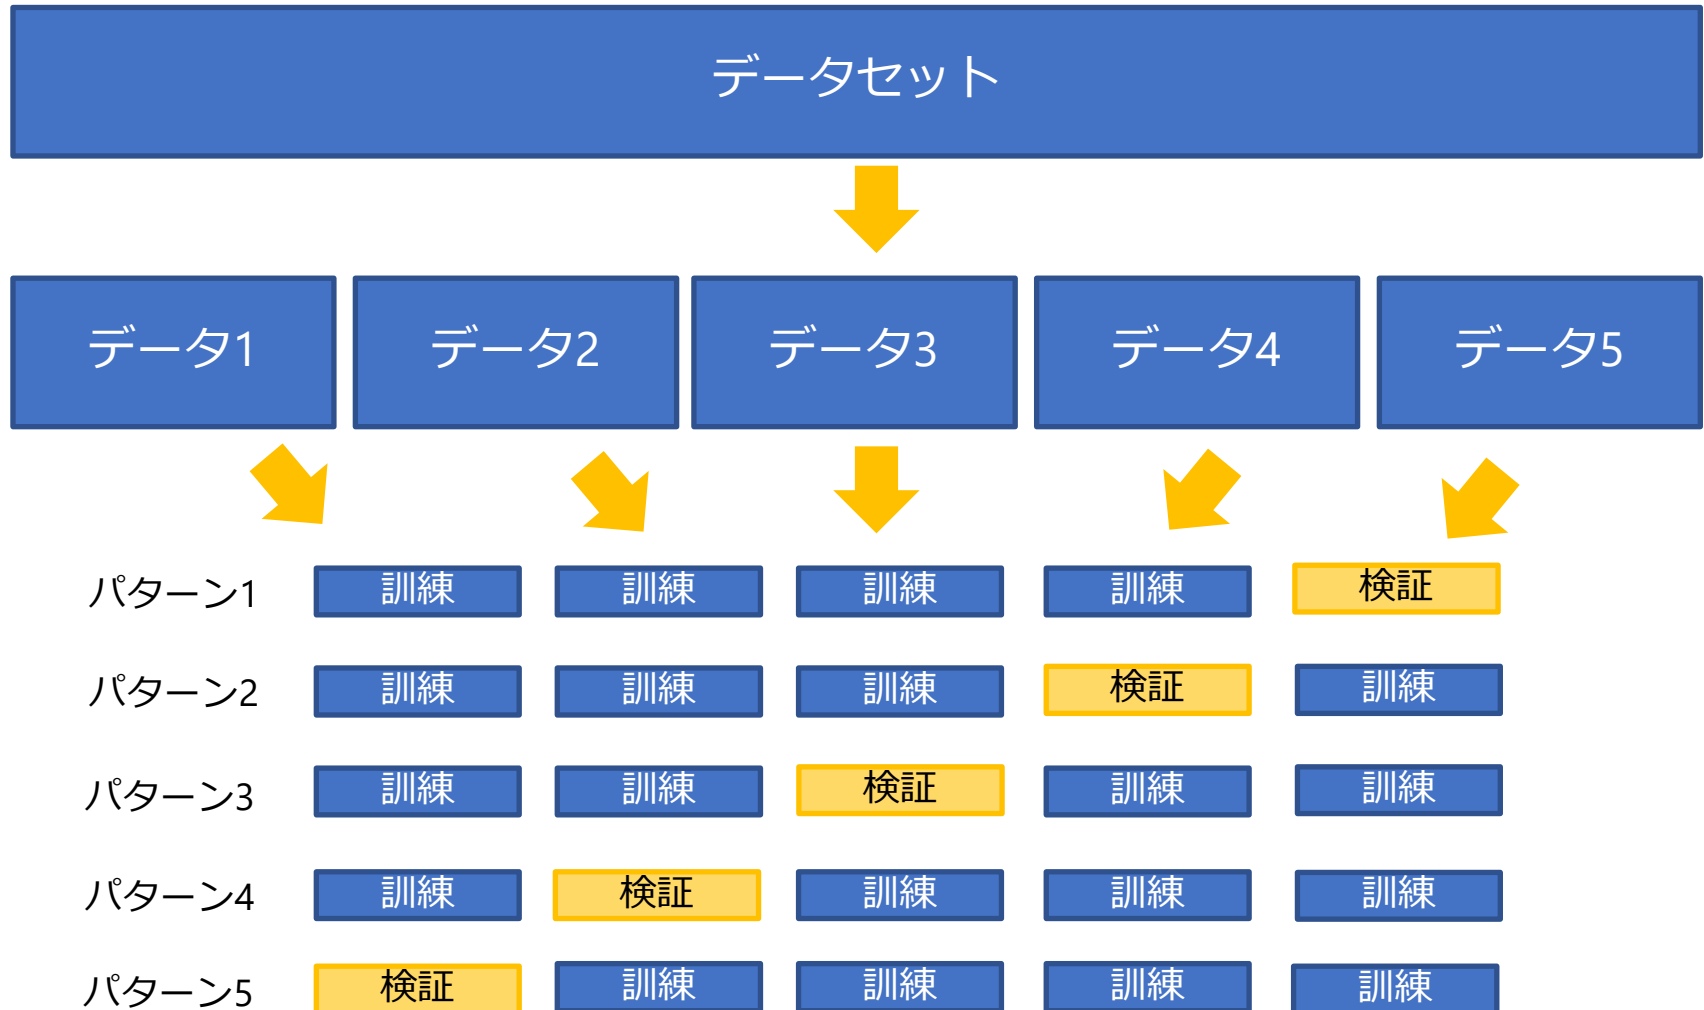 データセット
データ1 データ2 データ3 データ4 データ5
パターン1 訓練 訓練 訓練 訓練 検証
パターン2 訓練 訓練 訓練 検証 訓練
パターン3 訓練 訓練 検証 訓練 訓練
パターン4 訓練 検証 訓練 訓練 訓練
パターン5 検証 訓練 訓練 訓練 訓練